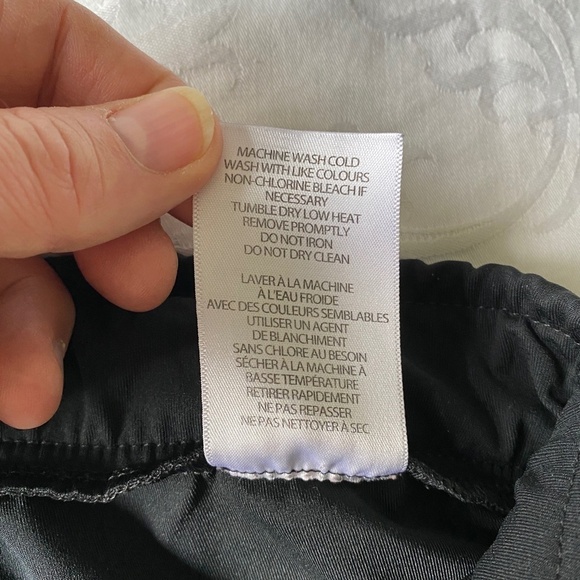 MACHINE WASH COLD
WASH WITH LIKE COLOURS
NON-CHLORINE BLEACH IF
NECESSARY
TUMBLE DRY LOW HEAT
REMOVE PROMPTLY
DO NOT IRON
DO NOT DRY CLEAN
LAVER À LA MACHINE
À L'EAU FROIDE
AVEC DES COULEURS SEMBLABLES
UTILISER UN AGENT
DE BLANCHIMENT
SANS CHLORE AU BESOIN
SÉCHER À LA MACHINE À
BASSE TEMPÉRATURE
RETIRER RAPIDEMENT
NE PAS REPASSER
NE PAS NETTOYER À SEC